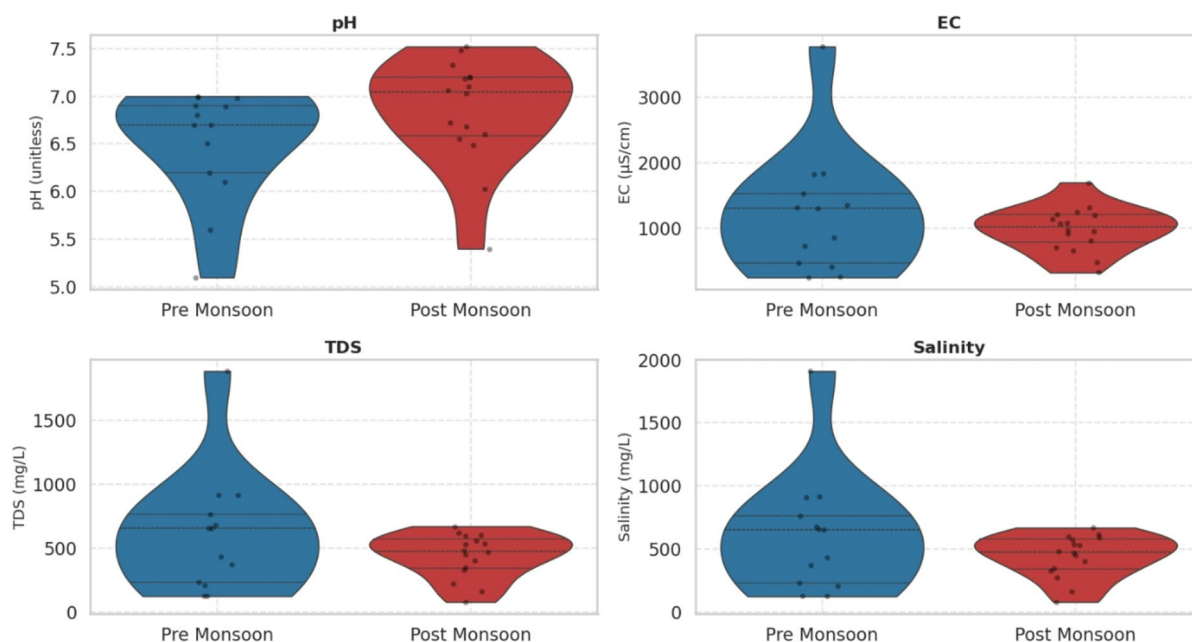 pH
pH (unitless)
7.5
7.0
6.5
6.0
5.5
5.0
Pre Monsoon
Post Monsoon
EC
EC (µS/cm)
3000
2000
1000
Pre Monsoon
Post Monsoon
TDS
TDS (mg/L)
1500
1000
500
0
Pre Monsoon
Post Monsoon
Salinity
Salinity (mg/L)
2000
1500
1000
500
0
Pre Monsoon
Post Monsoon